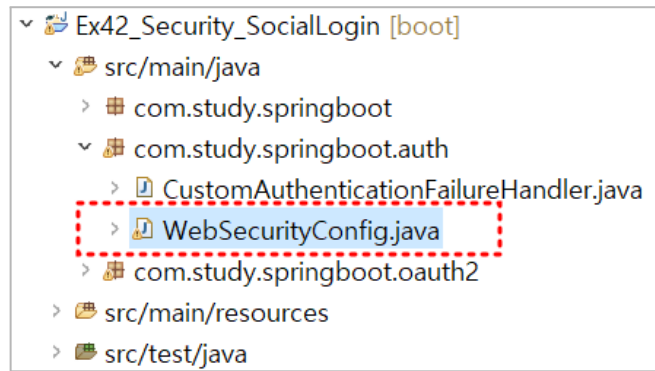 Ex42_Security_SocialLogin [boot]
src/main/java
com.study.springboot
com.study.springboot.auth
CustomAuthenticationFailureHandler.java
WebSecurityConfig.java
com.study.springboot.oauth2
src/main/resources
src/test/java